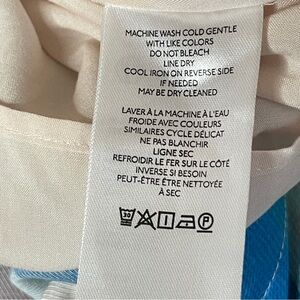 MACHINE WASH COLD GENTLE
WITH LIKE COLORS
DO NOT BLEACH
LINE DRY
COOL IRON ON REVERSE SIDE
IF NEEDED
MAY BE DRY CLEANED
LAVER À LA MACHINE À L'EAU
FROIDE AVEC COULEURS
SIMILAIRES CYCLE DÉLICAT
NE PAS BLANCHIR
LIGNE SEC
REFROIDIR LE FER SUR LE CÔTÉ
INVERSE SI BESOIN
PEUT-ÊTRE ÊTRE NETTOYÉE
À SEC
30 P